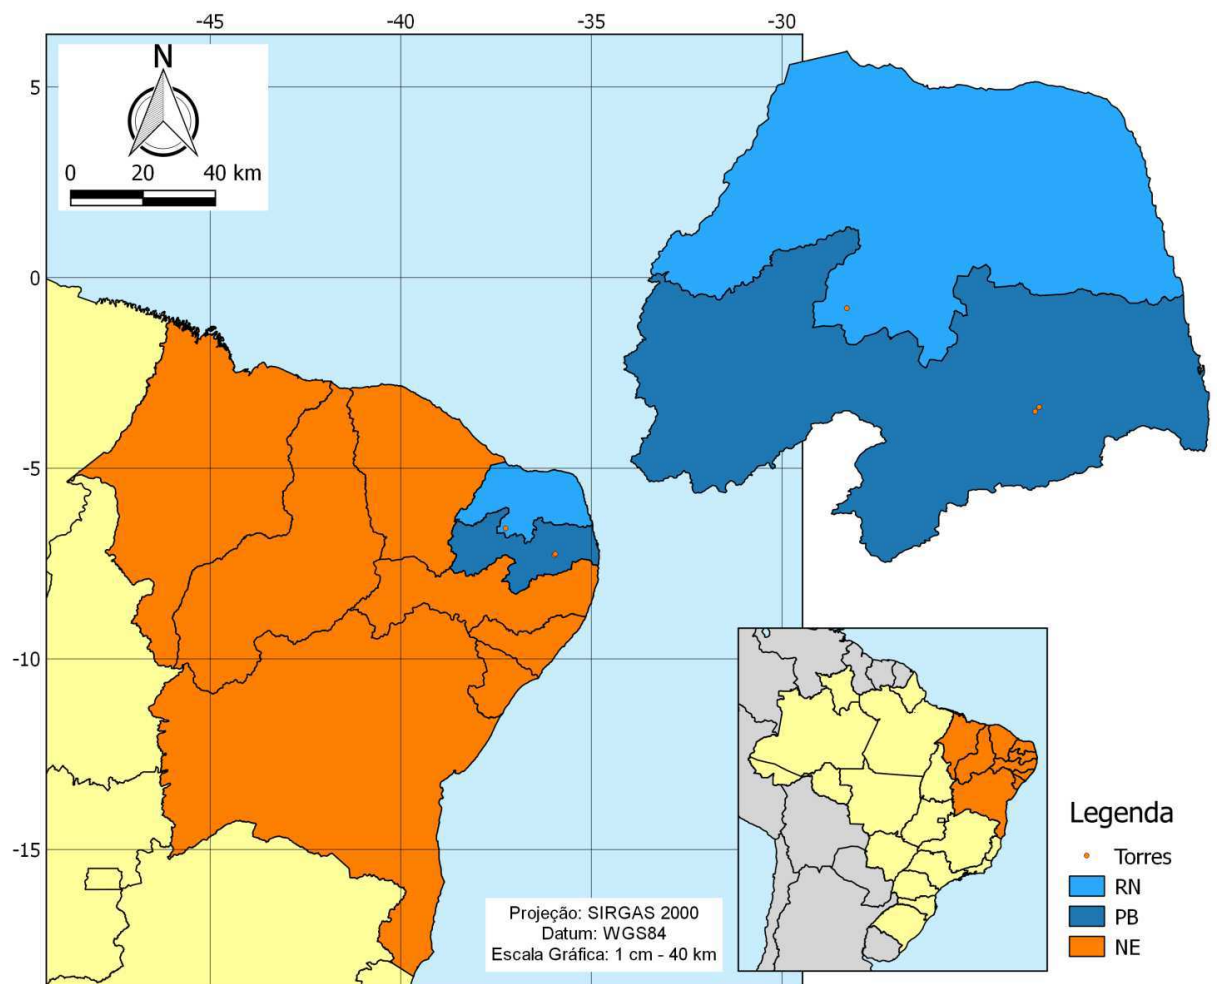 -45 -40 -35 -30
N
0 20 40 km
5
0
-5
-10
-15
Projeção: SIRGAS 2000
Datum: WGS84
Escala Gráfica: 1 cm - 40 km
Legenda
Torres
RN
PB
NE